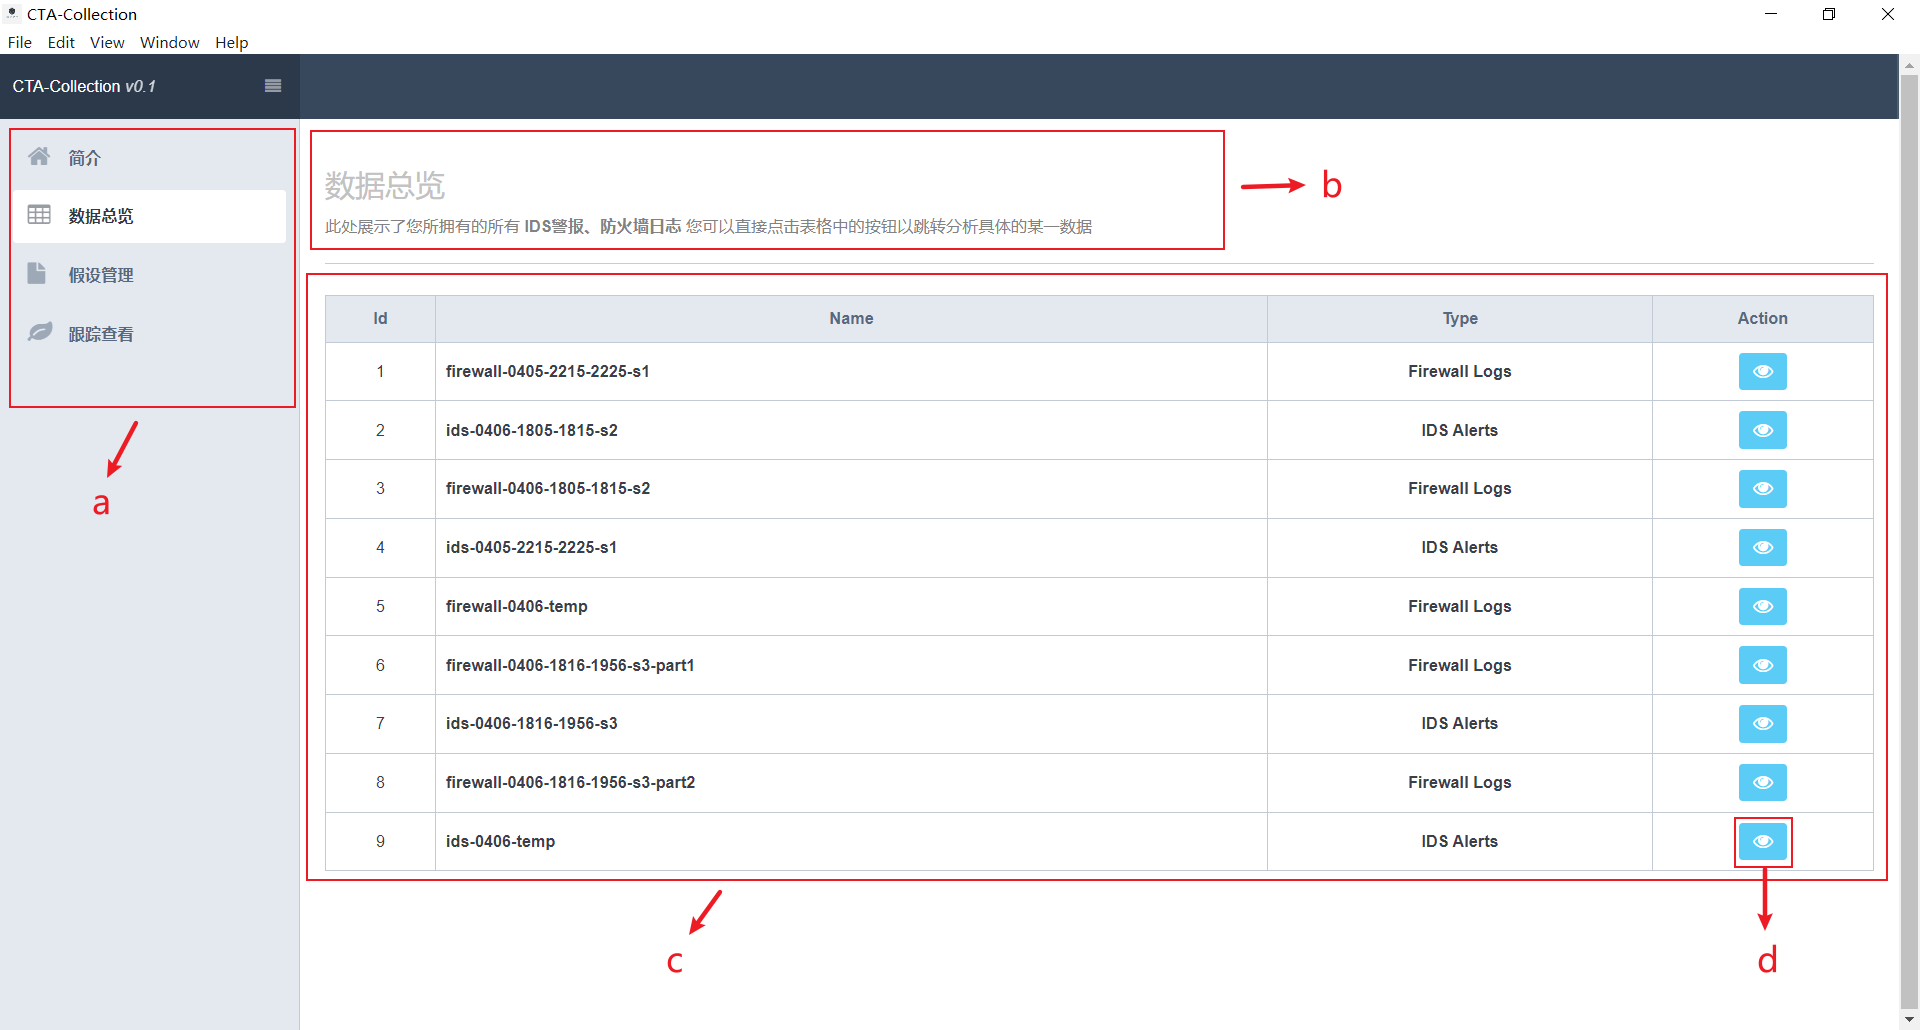 CTA-Collection
File Edit View Window Help
CTA-Collection v0.1
简介
数据总览
假设管理
跟踪查看
a
数据总览
此处展示了您所拥有的所有 IDS警报、防火墙日志 您可以直接点击表格中的按钮以跳转分析具体的某一数据
b
Id Name Type Action
1 firewall-0405-2215-2225-s1 Firewall Logs
2 ids-0406-1805-1815-s2 IDS Alerts
3 firewall-0406-1805-1815-s2 Firewall Logs
4 ids-0405-2215-2225-s1 IDS Alerts
5 firewall-0406-temp Firewall Logs
6 firewall-0406-1816-1956-s3-part1 Firewall Logs
7 ids-0406-1816-1956-s3 IDS Alerts
8 firewall-0406-1816-1956-s3-part2 Firewall Logs
9 ids-0406-temp IDS Alerts
c
d